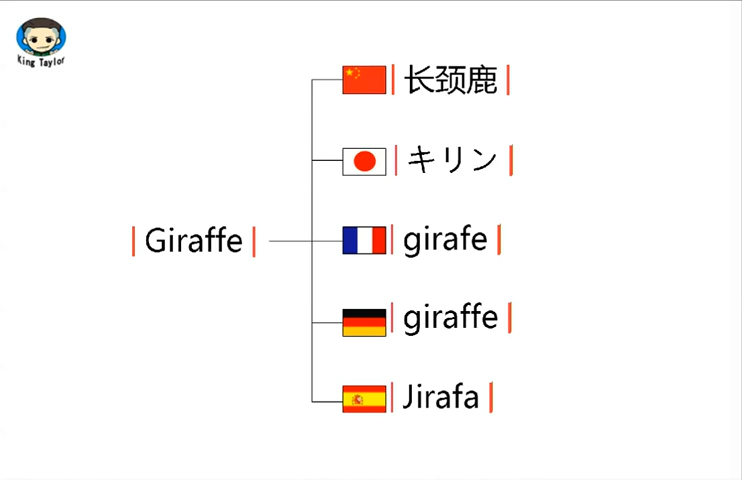 King Taylor
长颈鹿
キリン
girafe
Giraffe
giraffe
Jirafa